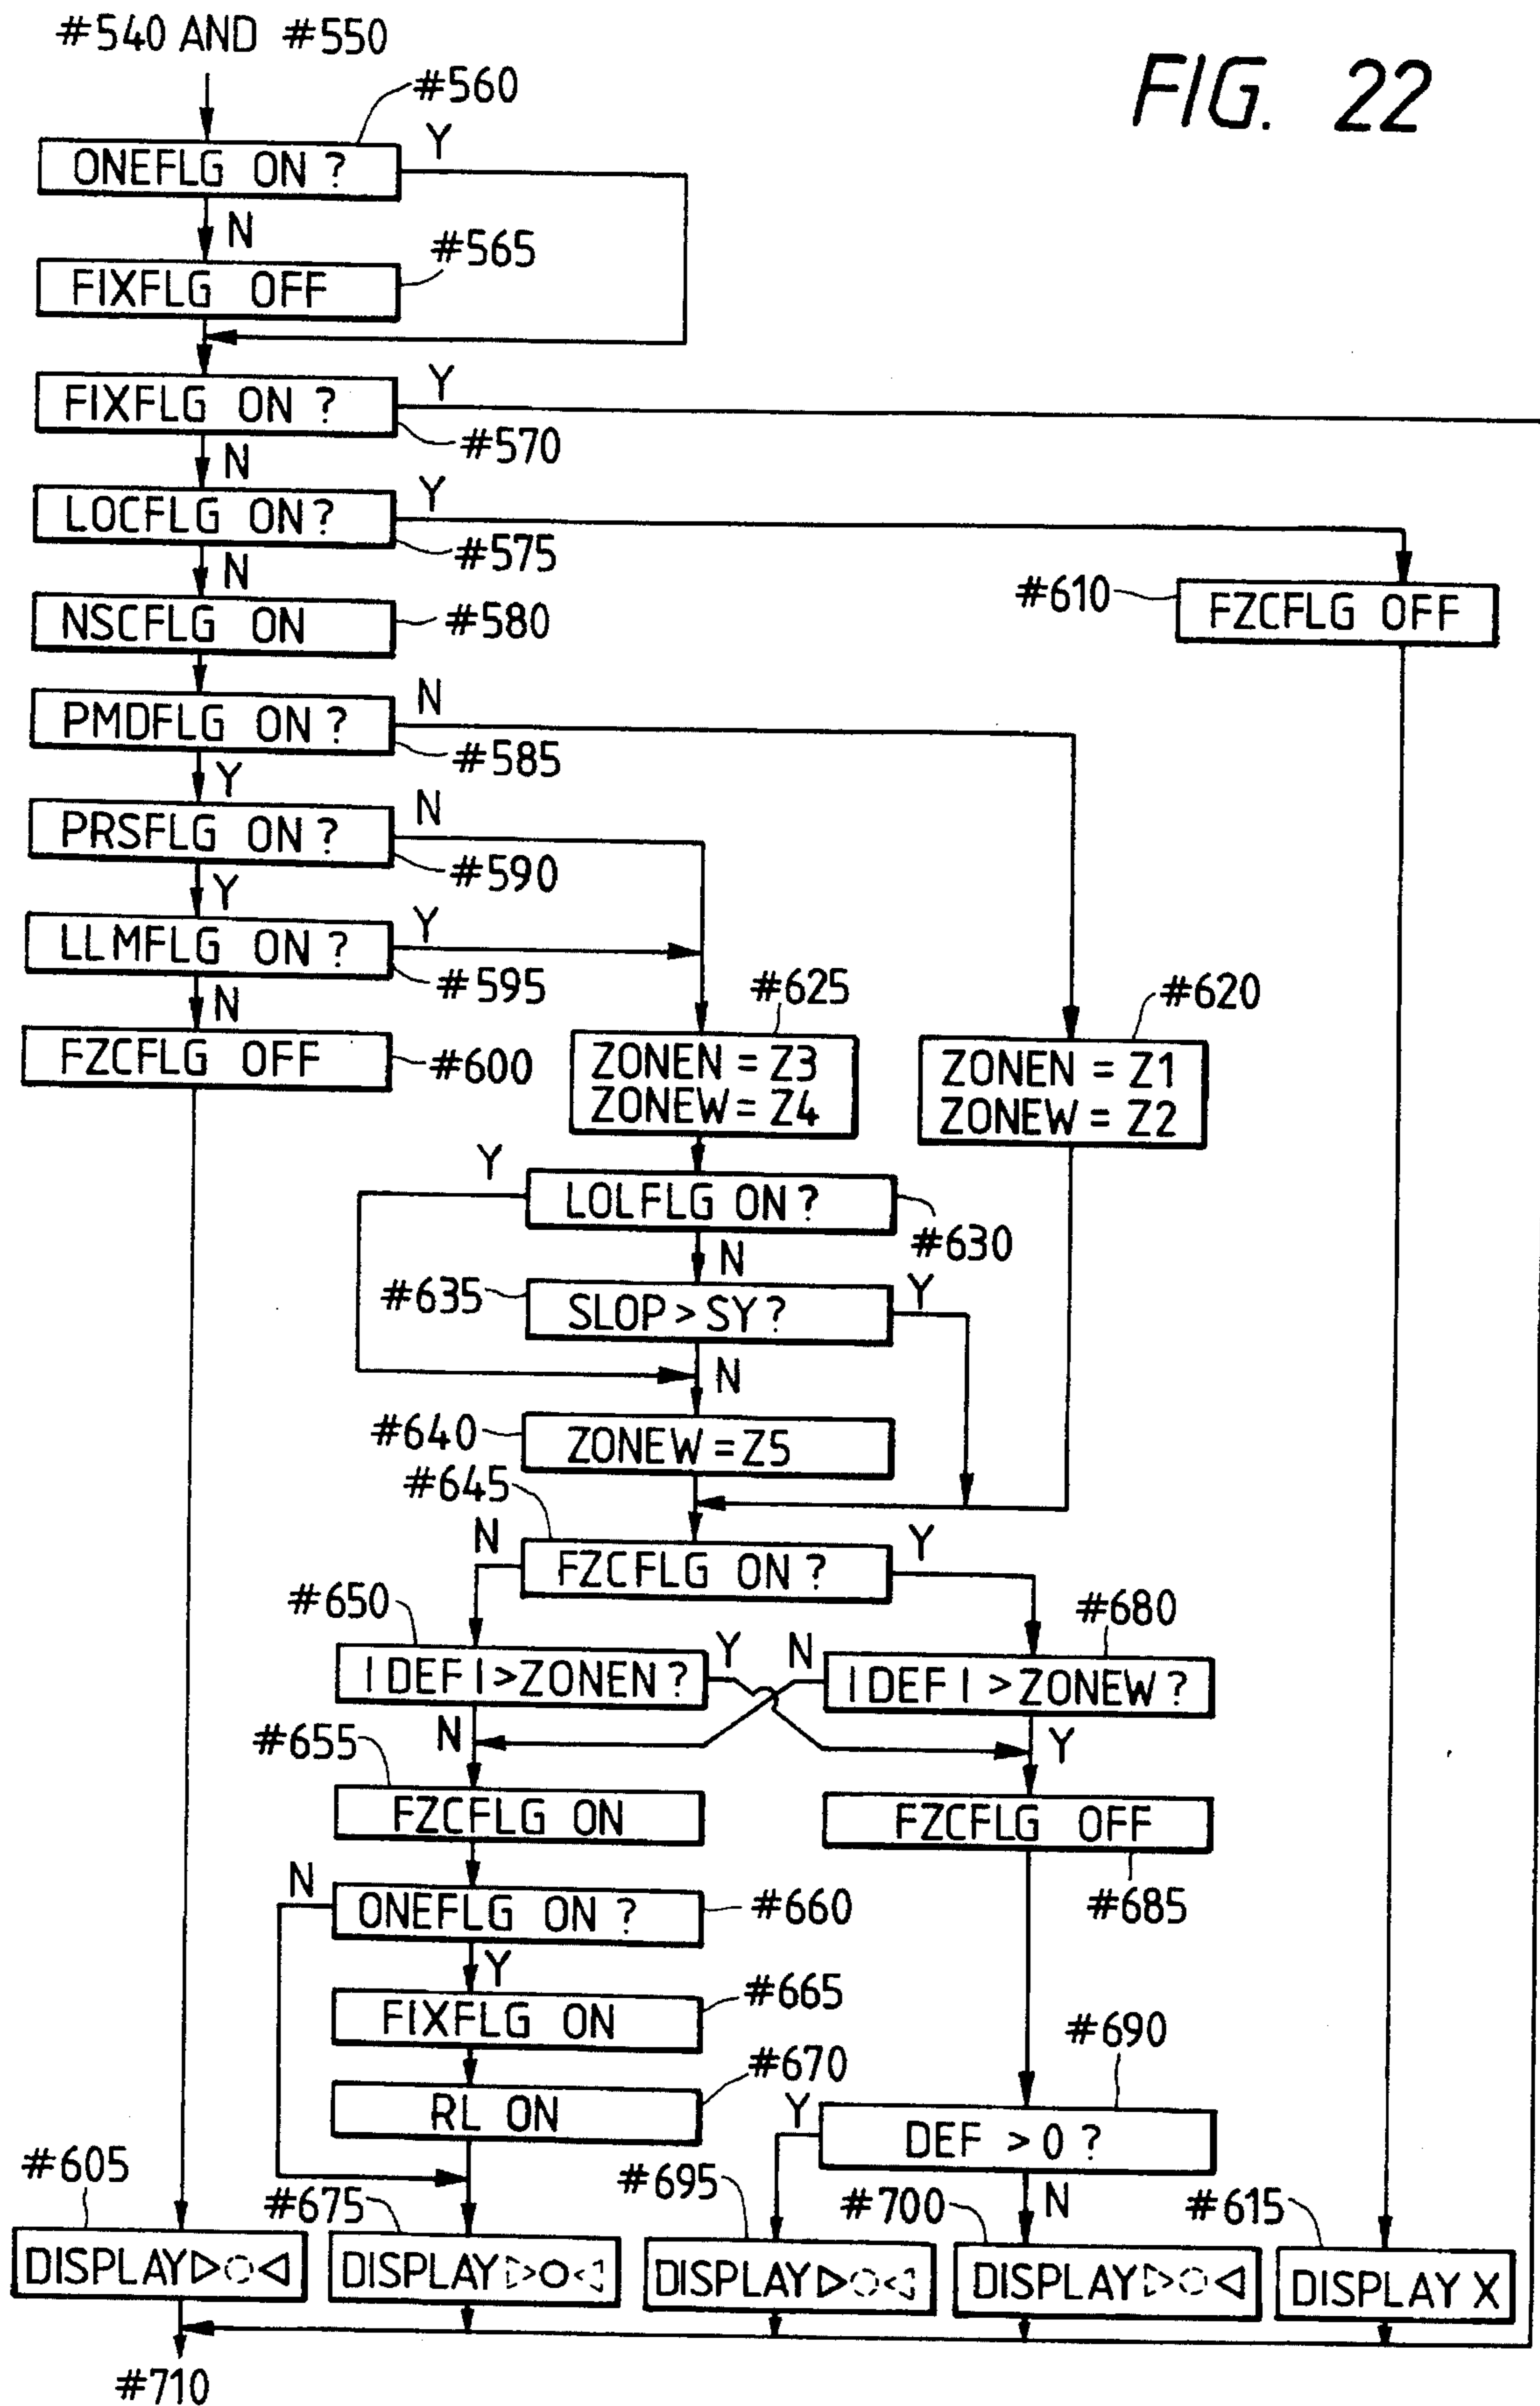 #540 AND #550
FIG. 22
#560
ONEFLG ON ?
Y
N
#565
FIXFLG OFF
FIXFLG ON ?
Y
#570
N
LOCFLG ON?
Y
#575
N
#610
FZCFLG OFF
NSCFLG ON
#580
PMDFLG ON ?
N
#585
Y
PRSFLG ON ?
N
#590
Y
LLMFLG ON ?
Y
#595
N
FZCFLG OFF
#600
#625
ZONEN = Z3
ZONEW = Z4
#620
ZONEN = Z1
ZONEW = Z2
Y
LOLFLG ON ?
#630
N
#635
SLOP > SY ?
Y
N
#640
ZONEW = Z5
#645
N
FZCFLG ON ?
Y
#650
|DEF| > ZONEN ?
Y
N
#680
|DEF| > ZONEW ?
N
Y
#655
FZCFLG ON
FZCFLG OFF
#685
N
ONEFLG ON ?
#660
Y
FIXFLG ON
#665
RL ON
#670
#690
Y
DEF > 0 ?
N
#605
DISPLAY ▷◌◁
#675
DISPLAY ▷O◁
#695
DISPLAY ▷◌◁
#700
DISPLAY ▷◌◁
#615
DISPLAY X
#710